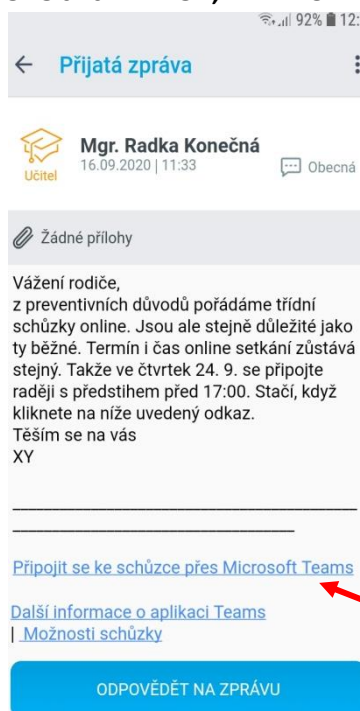 92% 12:
Přijatá zpráva
Mgr. Radka Konečná
16.09.2020 | 11:33
Obecná
Učitel
Žádné přílohy
Vážení rodiče,
z preventivních důvodů pořádáme třídní
schůzky online. Jsou ale stejně důležité jako
ty běžné. Termín i čas online setkání zůstává
stejný. Takže ve čtvrtek 24. 9. se připojte
raději s předstihem před 17:00. Stačí, když
kliknete na níže uvedený odkaz.
Těším se na vás
XY
Připojit se ke schůzce přes Microsoft Teams
Další informace o aplikaci Teams
| Možnosti schůzky
ODPOVĚDĚT NA ZPRÁVU